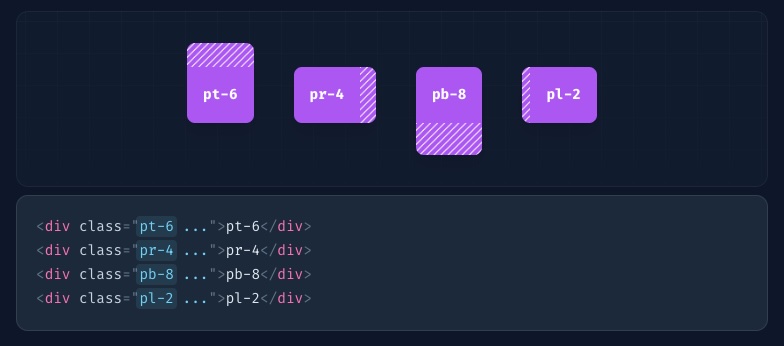 pt-6 pr-4 pb-8 pl-2
<div class="pt-6 ...">pt-6</div>
<div class="pr-4 ...">pr-4</div>
<div class="pb-8 ...">pb-8</div>
<div class="pl-2 ...">pl-2</div>